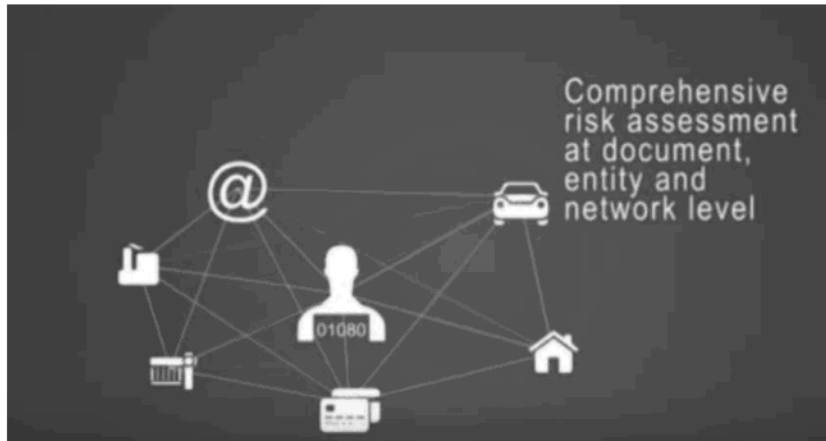 Comprehensive
risk assessment
at document,
entity and
network level
@
01080